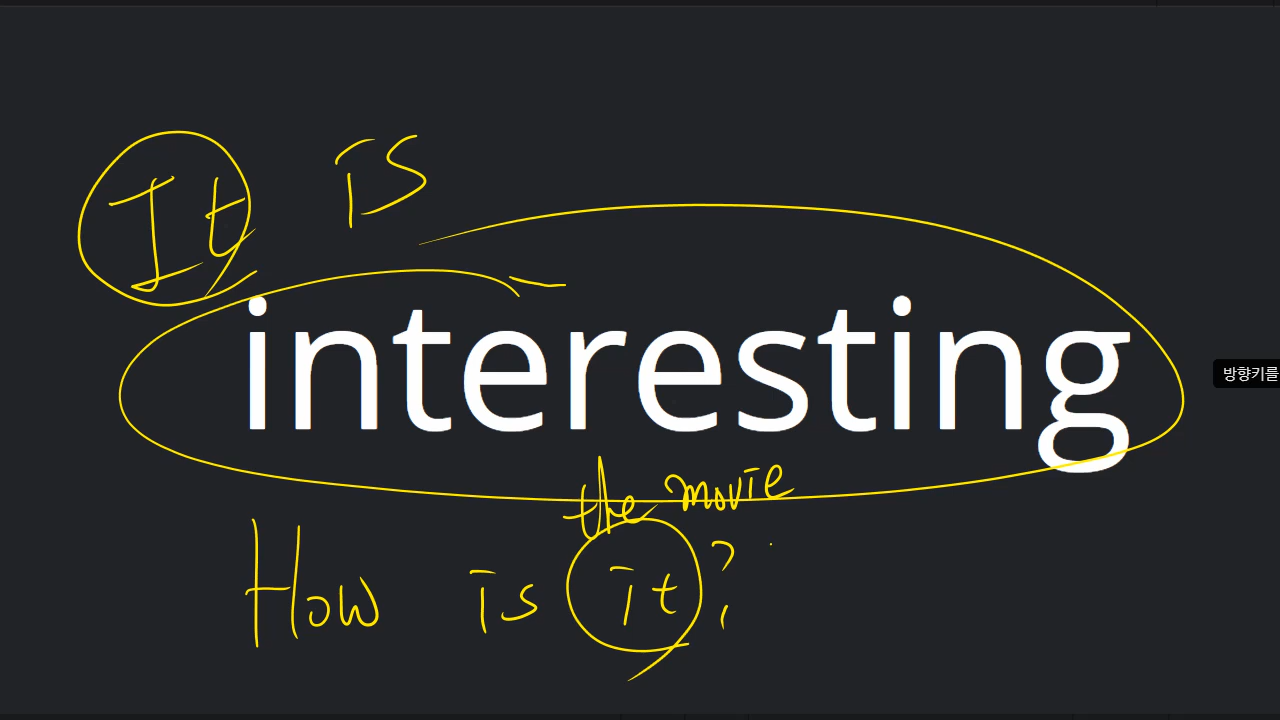 It is
interesting
방향키를
the movie
How is it?